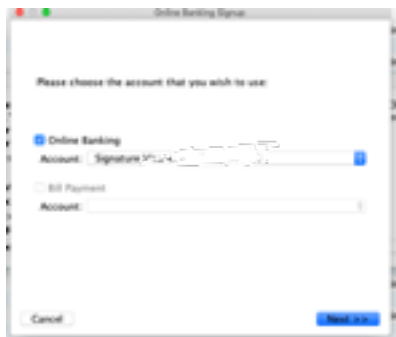 Online Banking Signup
Please choose the account that you wish to use:
Online Banking
Account: Signature
Bill Payment
Account:
Cancel
Next >>